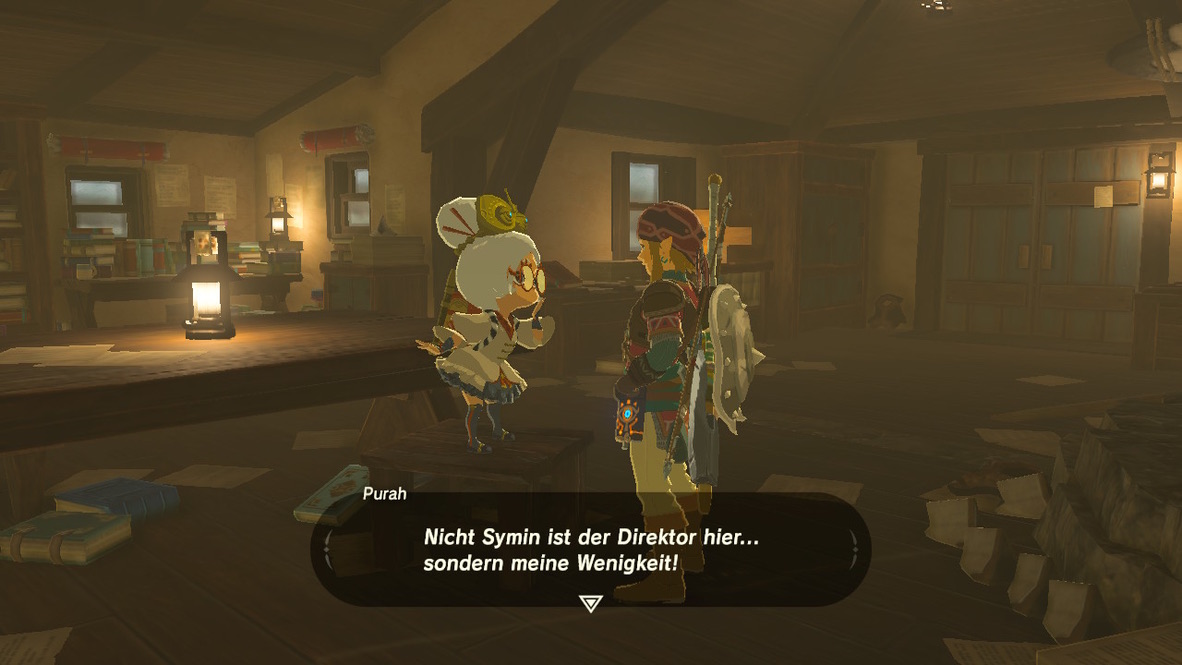 Purah
Nicht Symin ist der Direktor hier...
sondern meine Wenigkeit!